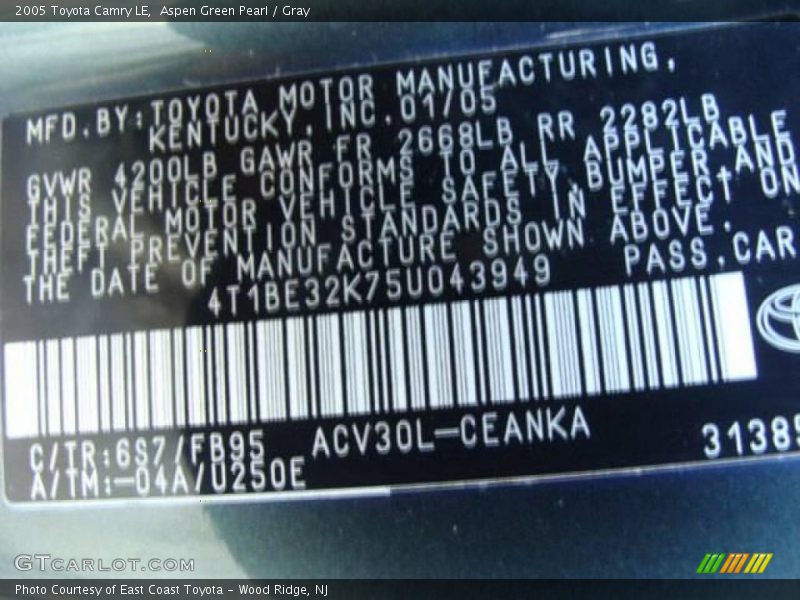 2005 Toyota Camry LE, Aspen Green Pearl / Gray
MFD.BY:TOYOTA MOTOR MANUFACTURING,
KENTUCKY,INC.01/05
GVWR 4200LB GAWR FR 2668LB RR 2282LB
THIS VEHICLE CONFORMS TO ALL APPLICABLE
FEDERAL MOTOR VEHICLE SAFETY,BUMPER,AND
THEFT PREVENTION STANDARDS IN EFFECT ON
THE DATE OF MANUFACTURE SHOWN ABOVE.
4T1BE32K75U043949 PASS.CAR
C/TR:6S7/FB95 ACV30L-CEANKA 31385
A/TM:-04A/U250E
GTCARLOT.COM
Photo Courtesy of East Coast Toyota - Wood Ridge, NJ